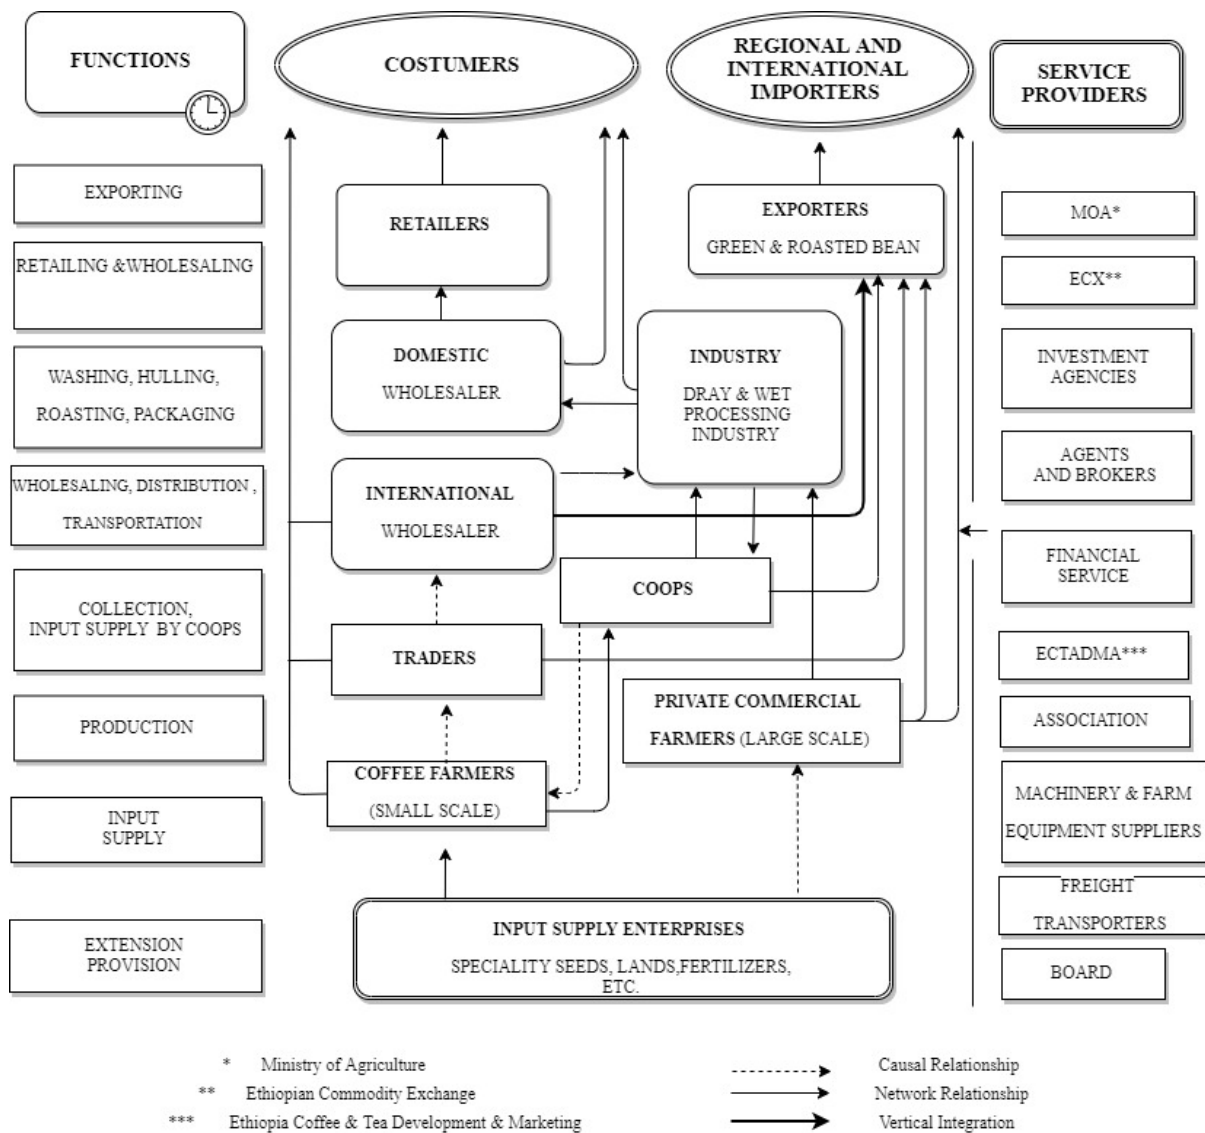 FUNCTIONS
COSTUMERS
REGIONAL AND
INTERNATIONAL
IMPORTERS
SERVICE
PROVIDERS
EXPORTING
RETAILING &WHOLESALING
WASHING, HULLING,
ROASTING, PACKAGING
WHOLESALING, DISTRIBUTION ,
TRANSPORTATION
COLLECTION,
INPUT SUPPLY BY COOPS
PRODUCTION
INPUT
SUPPLY
EXTENSION
PROVISION
RETAILERS
DOMESTIC
WHOLESALER
INTERNATIONAL
WHOLESALER
TRADERS
COFFEE FARMERS
(SMALL SCALE)
EXPORTERS
GREEN & ROASTED BEAN
INDUSTRY
DRAY & WET
PROCESSING
INDUSTRY
COOPS
PRIVATE COMMERCIAL
FARMERS (LARGE SCALE)
INPUT SUPPLY ENTERPRISES
SPECIALITY SEEDS, LANDS,FERTILIZERS,
ETC.
MOA*
ECX**
INVESTMENT
AGENCIES
AGENTS
AND BROKERS
FINANCIAL
SERVICE
ECTADMA***
ASSOCIATION
MACHINERY & FARM
EQUIPMENT SUPPLIERS
FREIGHT
TRANSPORTERS
BOARD
* Ministry of Agriculture
** Ethiopian Commodity Exchange
*** Ethiopia Coffee & Tea Development & Marketing
Causal Relationship
Network Relationship
Vertical Integration